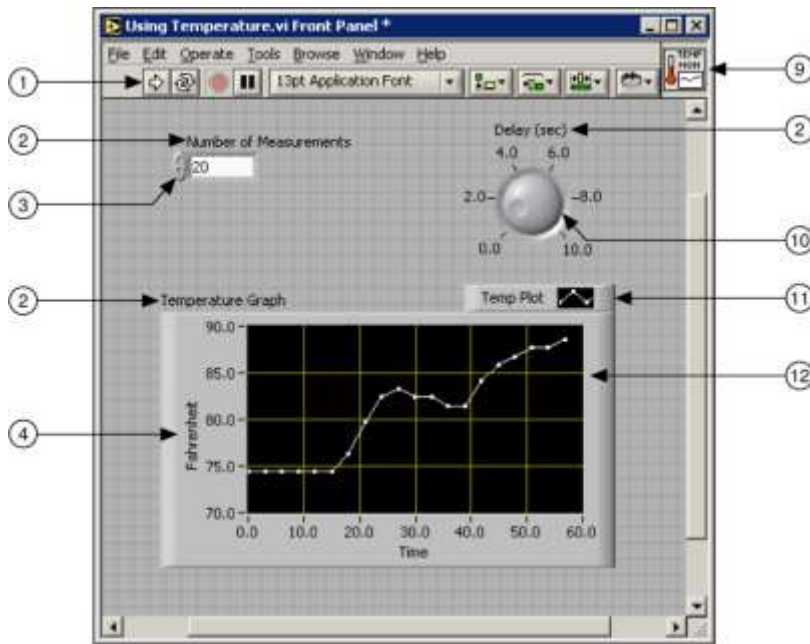 Using Temperature.vi Front Panel *
File Edit Operate Tools Browse Window Help
TEMP
MON
1
13pt Application Font
9
2
Number of Measurements
Delay (sec)
2
20
4.0 6.0
3
2.0 8.0
0.0 10.0
10
2
Temperature Graph
Temp Plot
11
90.0
85.0
12
80.0
4
Fahrenheit
75.0
70.0
0.0 10.0 20.0 30.0 40.0 50.0 60.0
Time